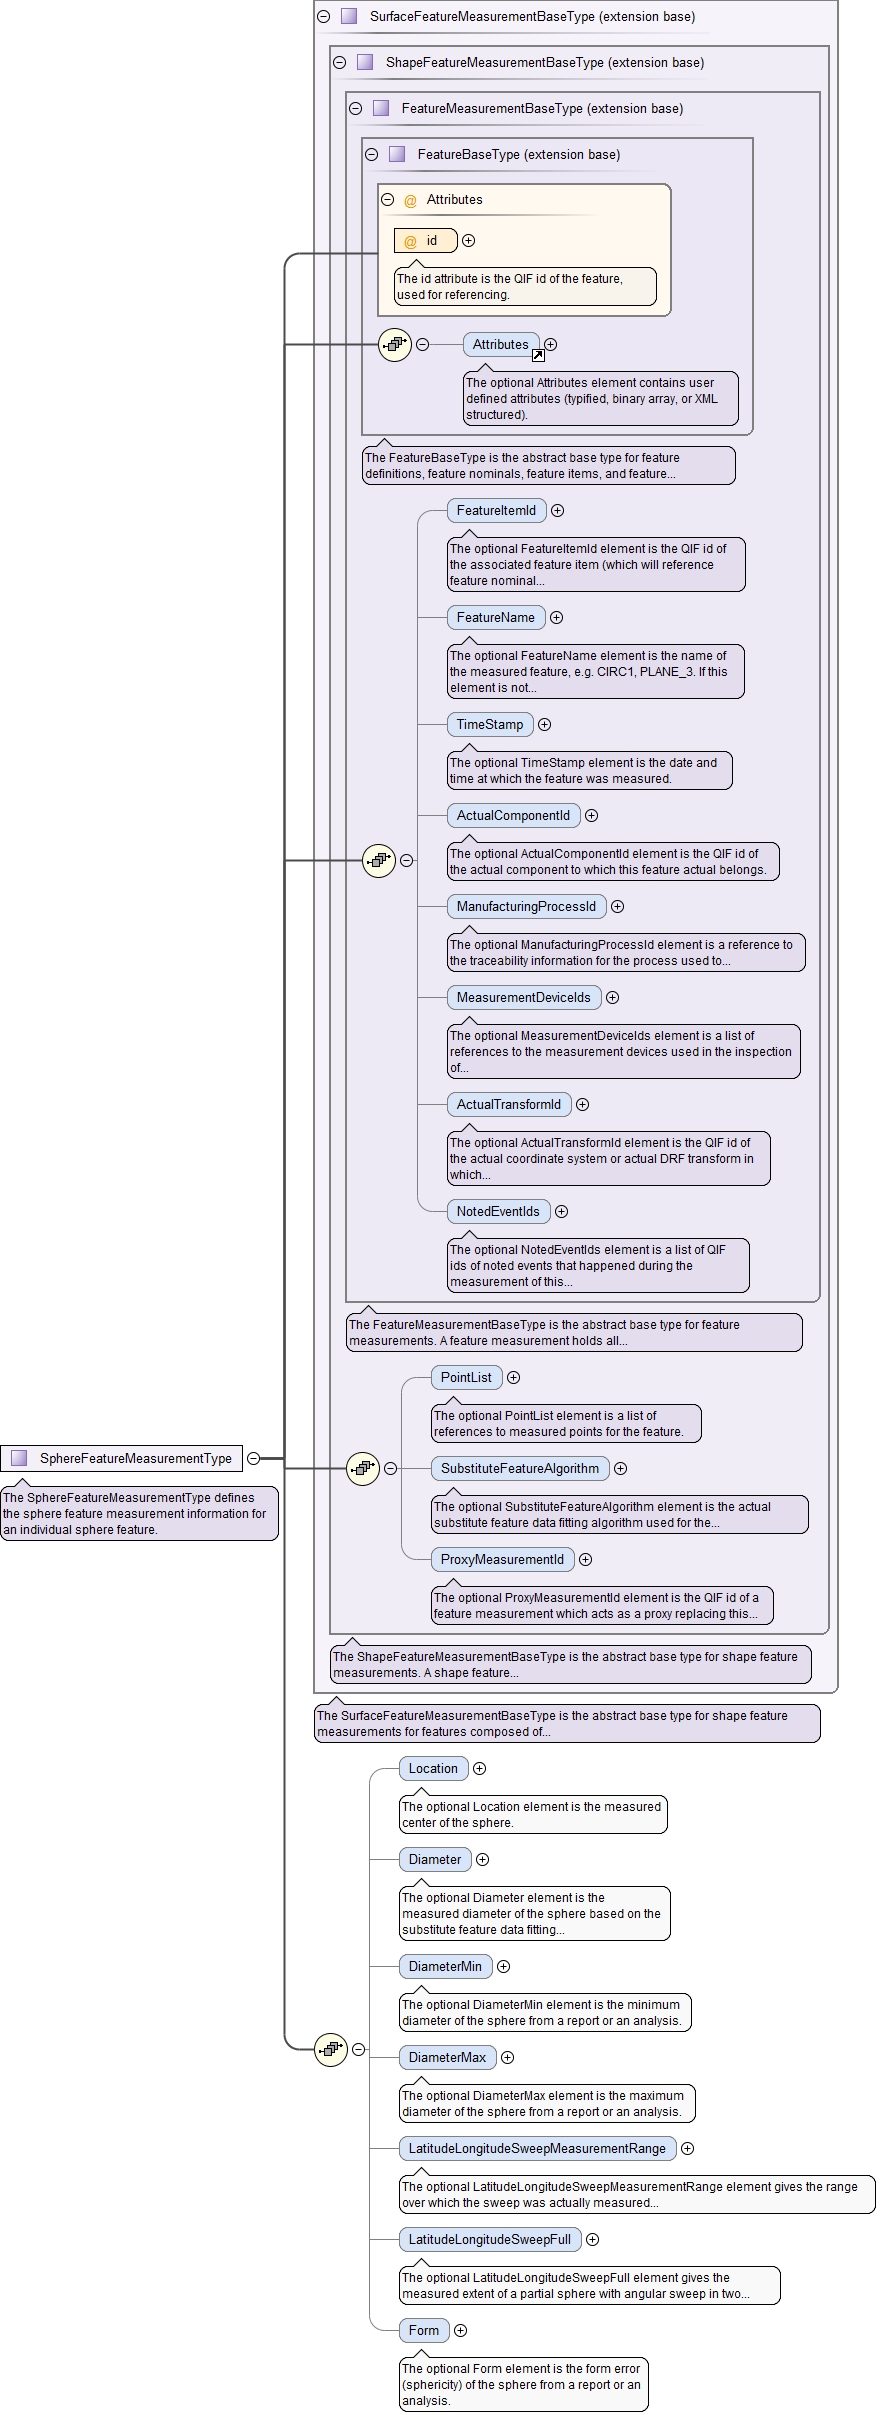 SurfaceFeatureMeasurementBaseType (extension base)
ShapeFeatureMeasurementBaseType (extension base)
FeatureMeasurementBaseType (extension base)
FeatureBaseType (extension base)
@ Attributes
@ id
The id attribute is the QIF id of the feature,
used for referencing.
Attributes
The optional Attributes element contains user
defined attributes (typified, binary array, or XML
structured).
The FeatureBaseType is the abstract base type for feature
definitions, feature nominals, feature items, and feature...
FeatureItemId
The optional FeatureItemId element is the QIF id of
the associated feature item (which will reference
feature nominal...
FeatureName
The optional FeatureName element is the name of
the measured feature, e.g. CIRC1, PLANE_3. If this
element is not...
TimeStamp
The optional TimeStamp element is the date and
time at which the feature was measured.
ActualComponentId
The optional ActualComponentId element is the QIF id of
the actual component to which this feature actual belongs.
ManufacturingProcessId
The optional ManufacturingProcessId element is a reference to
the traceability information for the process used to...
MeasurementDeviceIds
The optional MeasurementDeviceIds element is a list of
references to the measurement devices used in the inspection
of...
ActualTransformId
The optional ActualTransformId element is the QIF id of
the actual coordinate system or actual DRF transform in
which...
NotedEventIds
The optional NotedEventIds element is a list of QIF
ids of noted events that happened during the
measurement of this...
The FeatureMeasurementBaseType is the abstract base type for feature
measurements. A feature measurement holds all...
PointList
The optional PointList element is a list of
references to measured points for the feature.
SphereFeatureMeasurementType
The SphereFeatureMeasurementType defines
the sphere feature measurement information for
an individual sphere feature.
SubstituteFeatureAlgorithm
The optional SubstituteFeatureAlgorithm element is the actual
substitute feature data fitting algorithm used for the...
ProxyMeasurementId
The optional ProxyMeasurementId element is the QIF id of a
feature measurement which acts as a proxy replacing this...
The ShapeFeatureMeasurementBaseType is the abstract base type for shape feature
measurements. A shape feature...
The SurfaceFeatureMeasurementBaseType is the abstract base type for shape feature
measurements for features composed of...
Location
The optional Location element is the measured
center of the sphere.
Diameter
The optional Diameter element is the
measured diameter of the sphere based on the
substitute feature data fitting...
DiameterMin
The optional DiameterMin element is the minimum
diameter of the sphere from a report or an analysis.
DiameterMax
The optional DiameterMax element is the maximum
diameter of the sphere from a report or an analysis.
LatitudeLongitudeSweepMeasurementRange
The optional LatitudeLongitudeSweepMeasurementRange element gives the range
over which the sweep was actually measured...
LatitudeLongitudeSweepFull
The optional LatitudeLongitudeSweepFull element gives the
measured extent of a partial sphere with angular sweep in two...
Form
The optional Form element is the form error
(sphericity) of the sphere from a report or an
analysis.